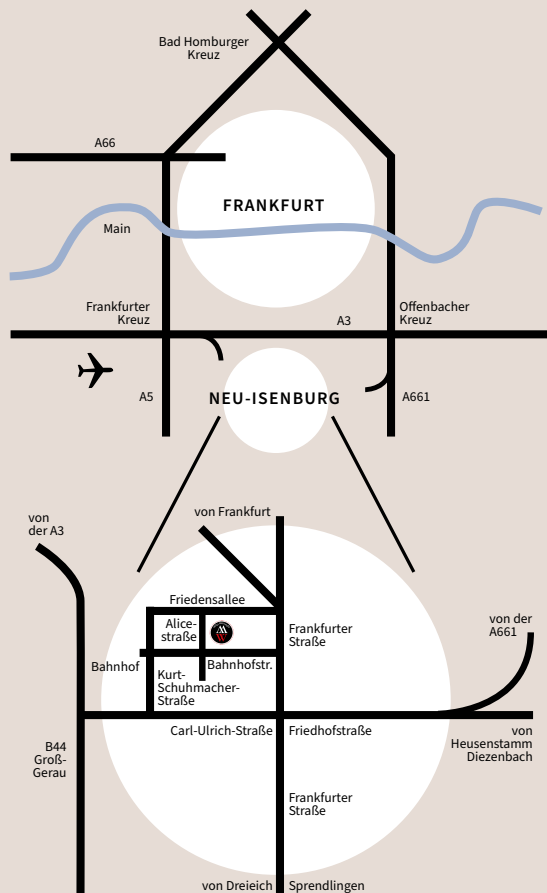 Bad Homburger
Kreuz
A66
FRANKFURT
Main
Frankfurter
Kreuz
A3
Offenbacher
Kreuz
A5
NEU-ISENBURG
A661
von
der A3
von Frankfurt
Friedensallee
Alice-
straße
Frankfurter
Straße
von der
A661
Bahnhof
Bahnhofstr.
Kurt-
Schuhmacher-
Straße
Carl-Ulrich-Straße
Friedhofstraße
B44
Groß-
Gerau
von
Heusenstamm
Diezenbach
Frankfurter
Straße
von Dreieich
Sprendlingen